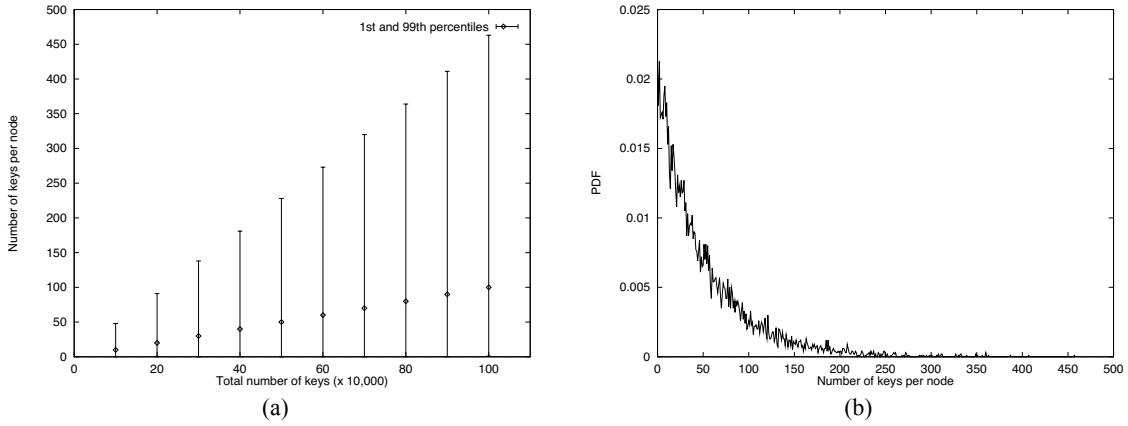 500
450
400
350
300
250
200
150
100
50
0
Number of keys per node
1st and 99th percentiles
0 20 40 60 80 100
Total number of keys (x 10,000)
(a)
0.025
0.02
0.015
0.01
0.005
0
PDF
0 50 100 150 200 250 300 350 400 450 500
Number of keys per node
(b)